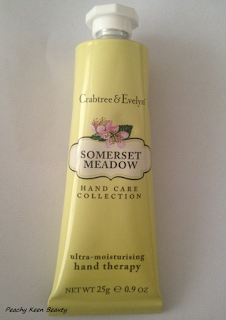 Crabtree & Evelyn®
SOMERSET
MEADOW
HAND CARE
COLLECTION
ultra-moisturising
hand therapy
NET WT 25g ℮ 0.9 OZ
Peachy Keen Beauty